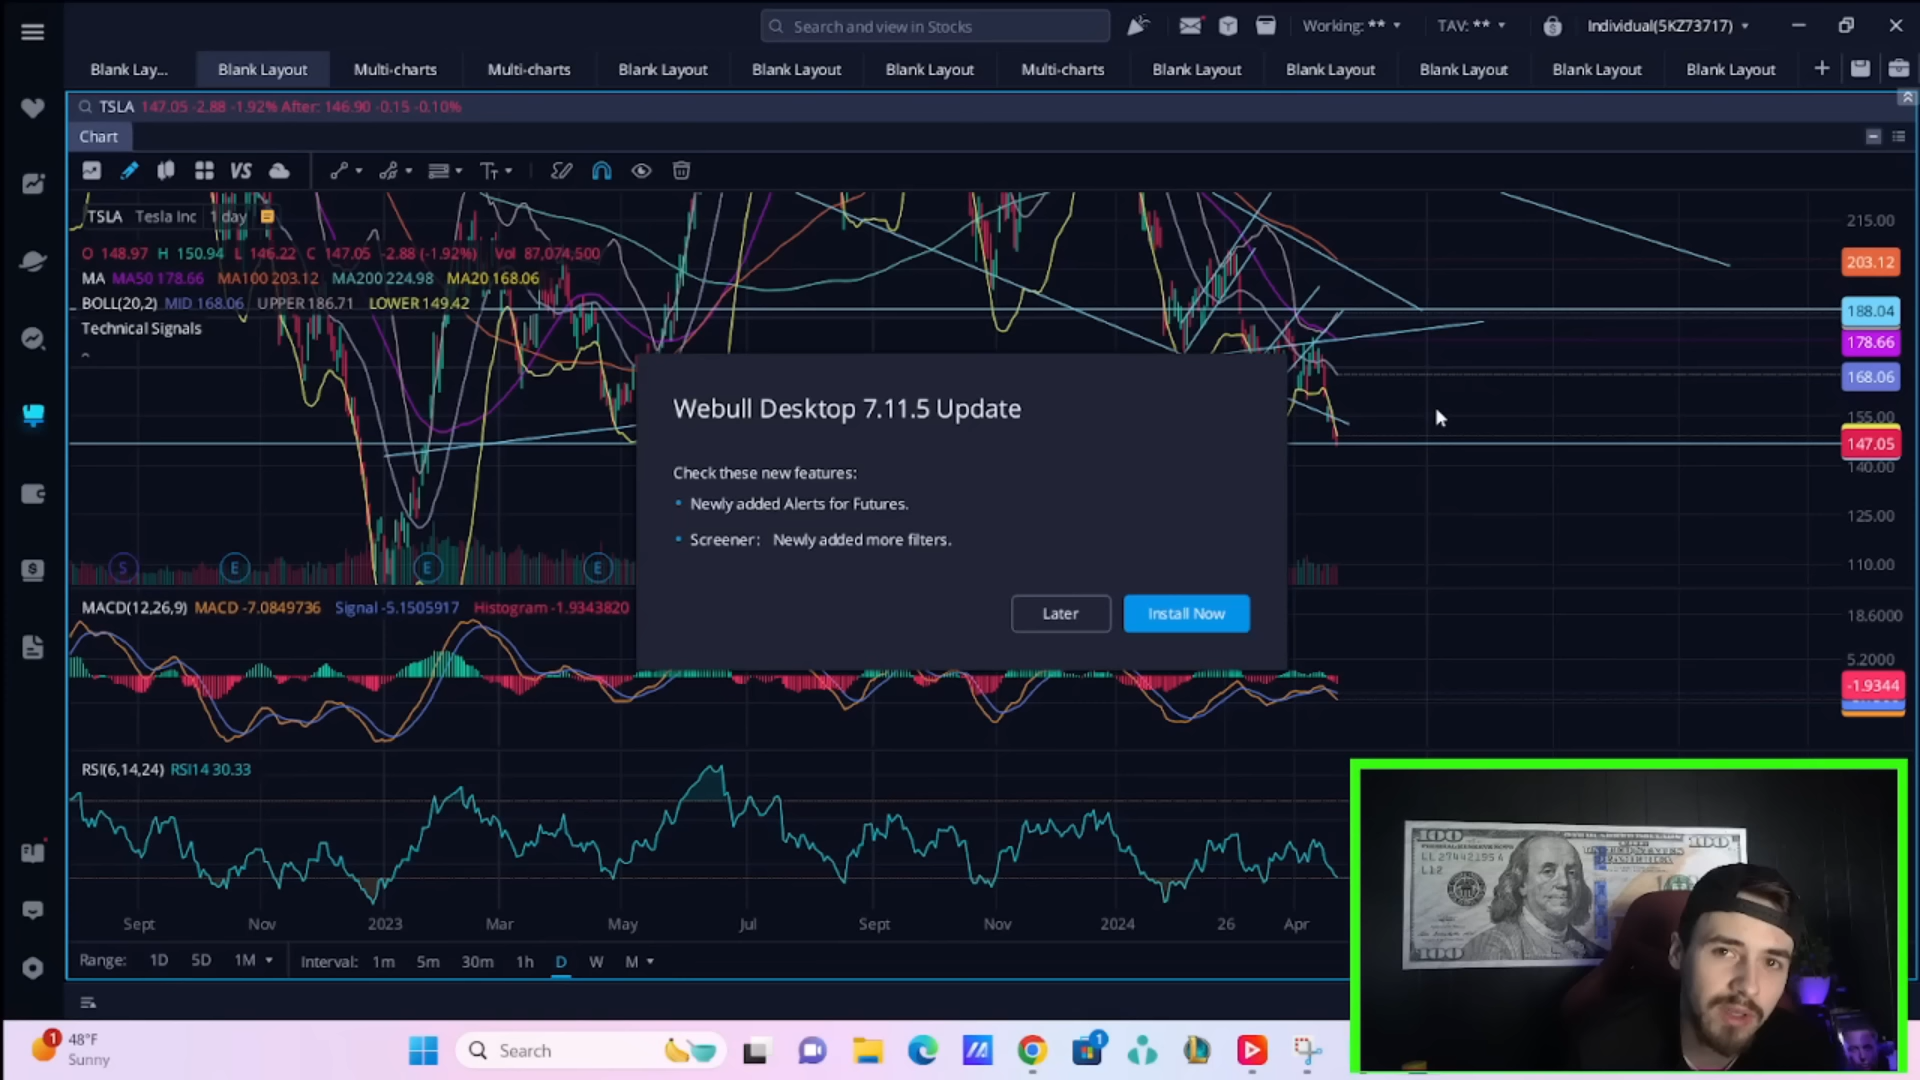 Search and view in Stocks
Working: **
TAV: **
Individual(5KZ73717)
Blank Lay...
Blank Layout
Multi-charts
Multi-charts
Blank Layout
Blank Layout
Blank Layout
Multi-charts
Blank Layout
Blank Layout
Blank Layout
Blank Layout
Blank Layout
TSLA 147.05 -2.88 -1.92% After: 146.90 -0.15 -0.10%
Chart
VS
TSLA Tesla Inc 1 day
O 148.97 H 150.94 L 146.22 C 147.05 -2.88 (-1.92%) Vol 87,074,500
MA MA50 178.66 MA100 203.12 MA200 224.98 MA20 168.06
BOLL(20,2) MID 168.06 UPPER 186.71 LOWER 149.42
Technical Signals
215.00
203.12
188.04
178.66
168.06
155.00
147.05
140.00
125.00
110.00
Webull Desktop 7.11.5 Update
Check these new features:
Newly added Alerts for Futures.
Screener: Newly added more filters.
Later
Install Now
S
E
E
E
MACD(12,26,9) MACD -7.0849736 Signal -5.1505917 Histogram -1.9343820
18.6000
5.2000
-1.9344
RSI(6,14,24) RSI14 30.33
Sept
Nov
2023
Mar
May
Jul
Sept
Nov
2024
26
Apr
Range: 1D 5D 1M
Interval: 1m 5m 30m 1h D W M
100
100
LL 27442195 A
L12
100
1
48°F
Sunny
Search
1